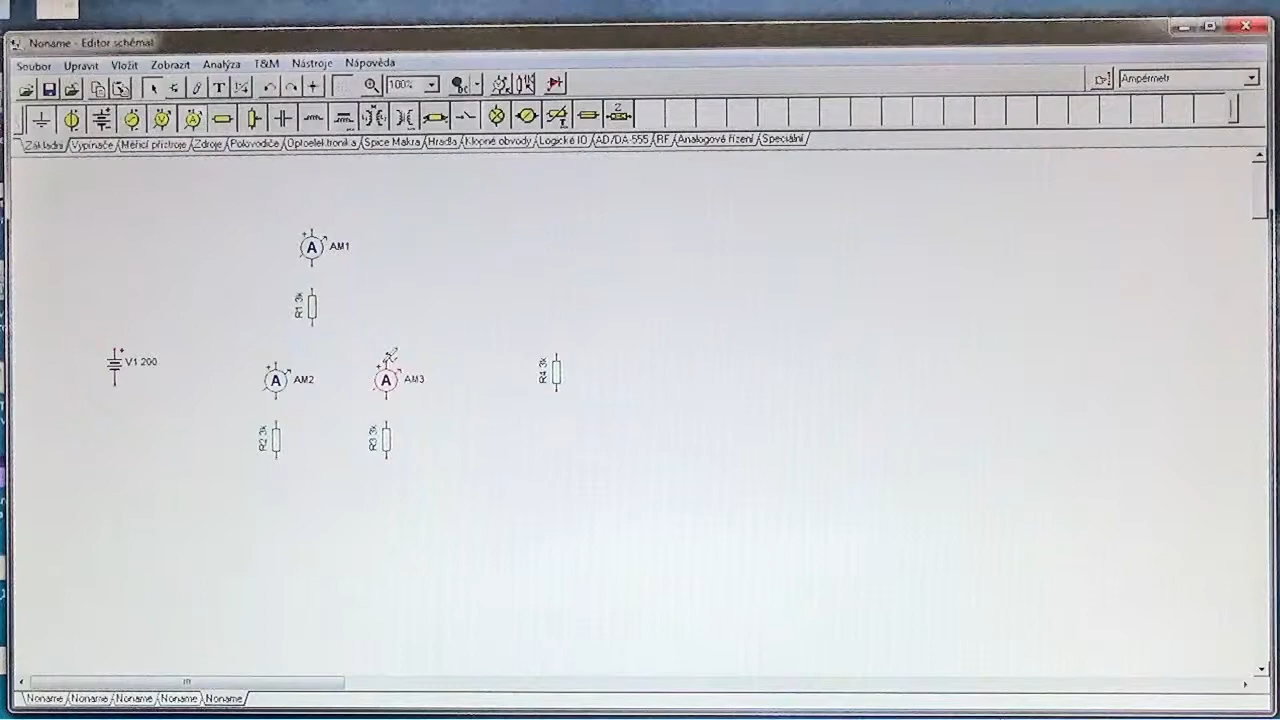 Noname - Editor schémat
Soubor Upravit Vložit Zobrazit Analýza T&M Nástroje Nápověda
T 100% Ampérmetr
V A Z
Základní Vypínače Měřicí přístroje Zdroje Polovodiče Optoelektronika Spice Makra Hradla Klopné obvody Logické IO AD/DA-555 RF Analogové řízení Speciální
A AM1
R1 3k
V1 200
A AM2
A AM3
R4 3k
R2 3k
R3 3k
Noname Noname Noname Noname Noname